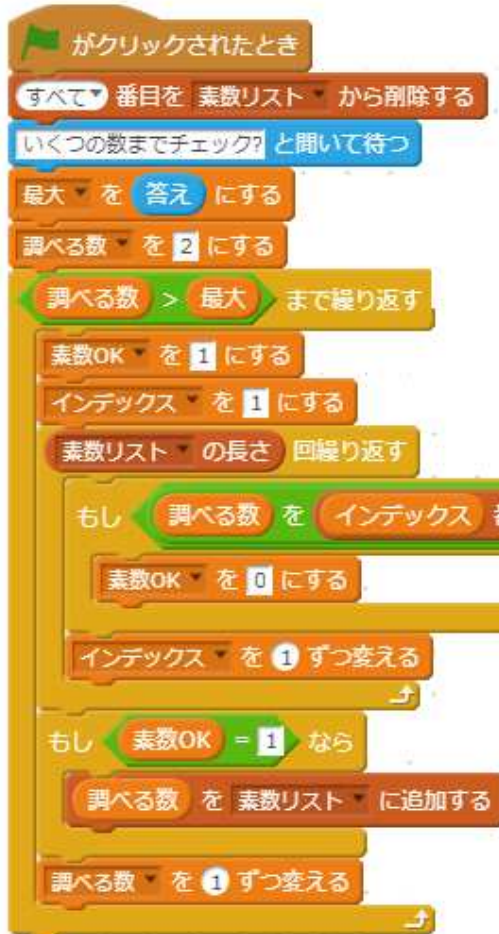 がクリックされたとき
すべて 番目を 素数リスト から削除する
いくつの数までチェック? と聞いて待つ
最大 を 答え にする
調べる数 を 2 にする
調べる数 > 最大 まで繰り返す
素数OK を 1 にする
インデックス を 1 にする
素数リスト の長さ 回繰り返す
もし 調べる数 を インデックス
素数OK を 0 にする
インデックス を 1 ずつ変える
もし 素数OK = 1 なら
調べる数 を 素数リスト に追加する
調べる数 を 1 ずつ変える